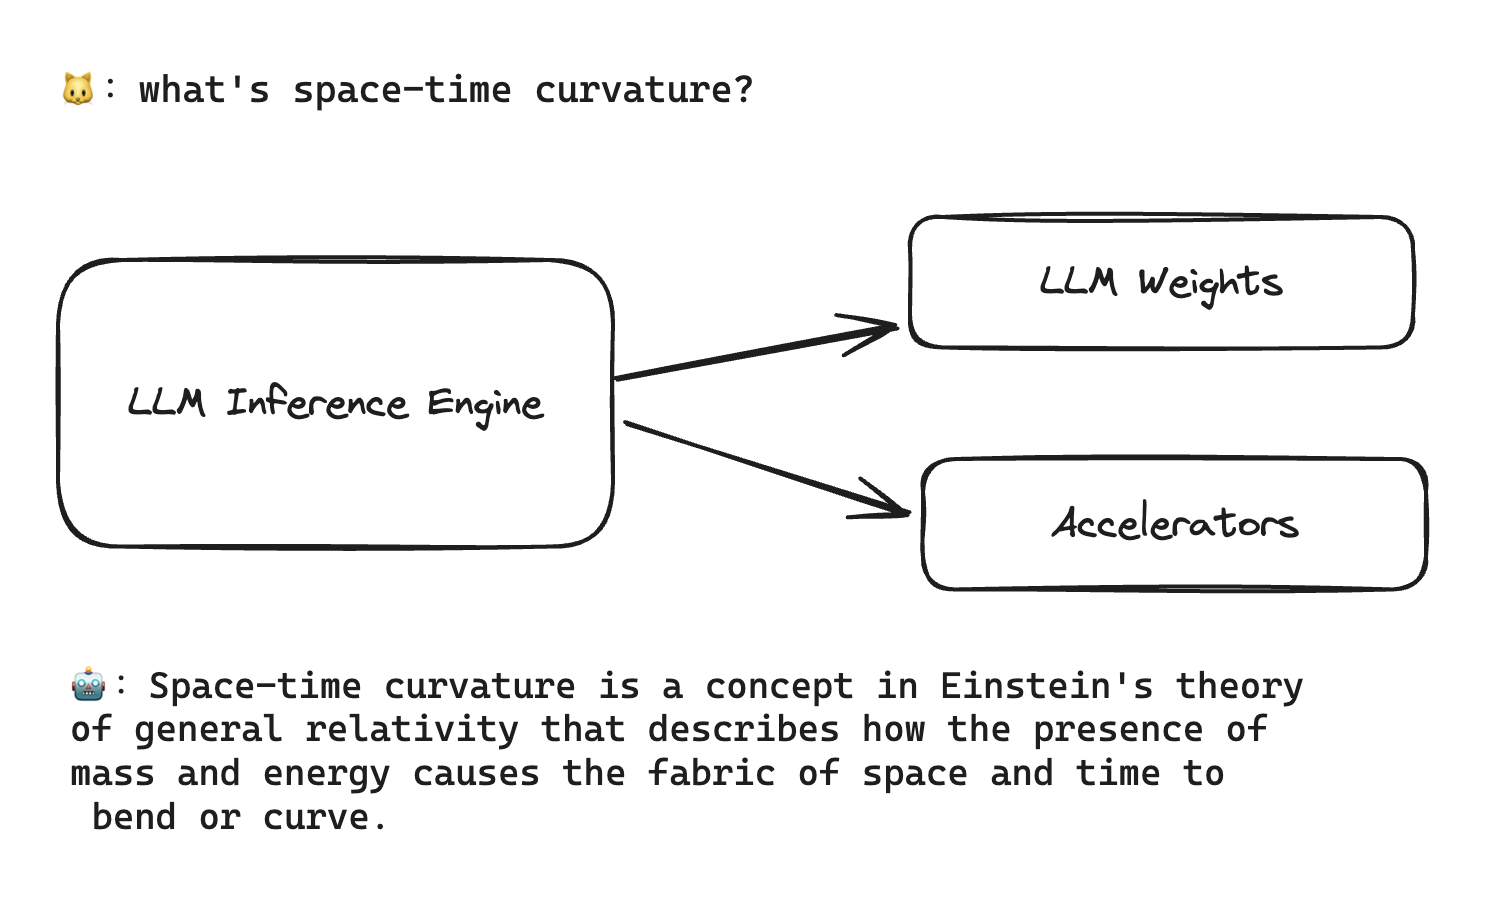 🐱: what's space-time curvature?
LLM Weights
LLM Inference Engine
Accelerators
🤖: Space-time curvature is a concept in Einstein's theory
of general relativity that describes how the presence of
mass and energy causes the fabric of space and time to
bend or curve.